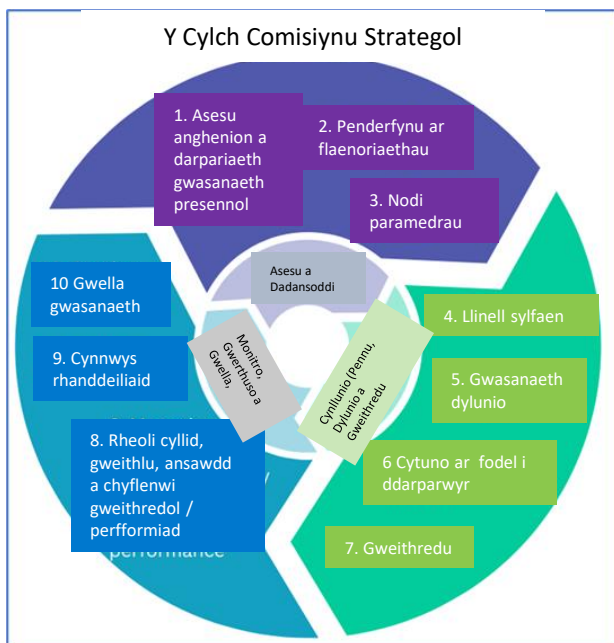 Y Cylch Comisiynu Strategol
1. Asesu
anghenion a
darpariaeth
gwasanaeth
presennol
2. Penderfynu ar
flaenoriaethau
3. Nodi
paramedrau
Asesu a
Dadansoddi
4. Llinell sylfaen
5. Gwasanaeth
dylunio
6 Cytuno ar fodel i
ddarparwyr
7. Gweithredu
Cynllunio (Pennu,
Dylunio a
Gweithredu
8. Rheoli cyllid,
gweithlu, ansawdd
a chyflenwi
gweithredol /
perfformiad
performance
9. Cynnwys
rhanddeiliaid
10 Gwella
gwasanaeth
Monitro,
Gwerthuso a
Gwella,